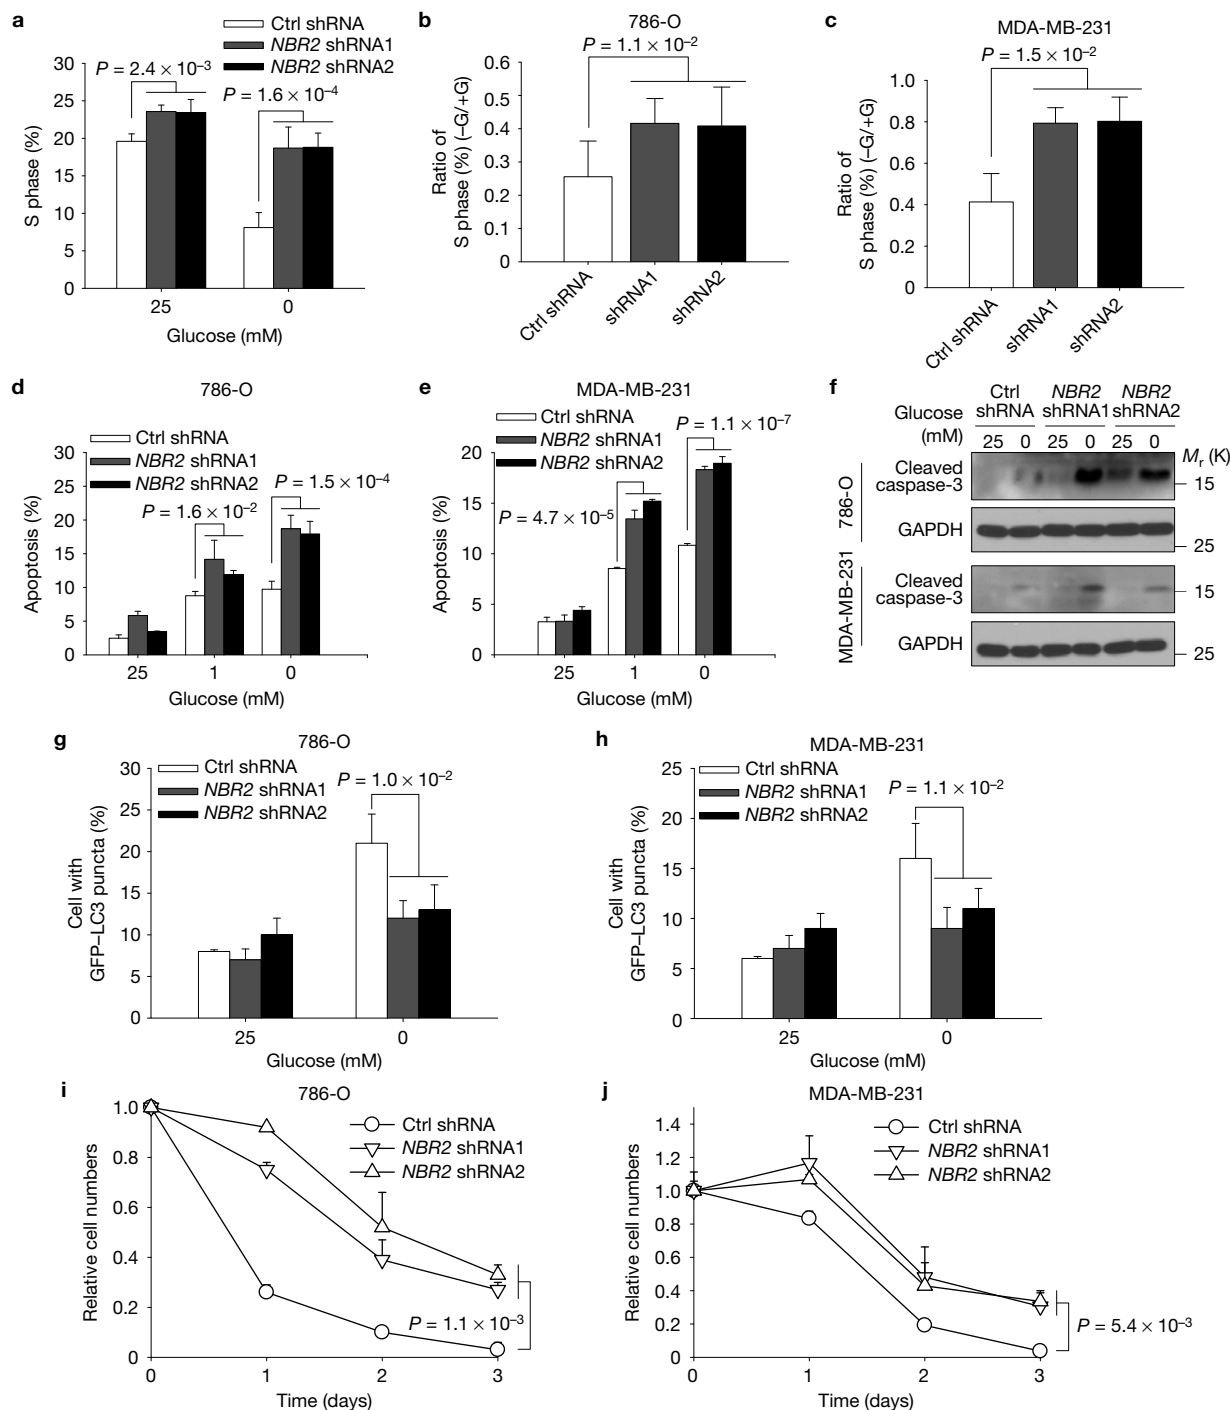 a
Ctrl shRNA
NBR2 shRNA1
NBR2 shRNA2
P = 2.4 × 10⁻³
P = 1.6 × 10⁻⁴
S phase (%)
30
25
20
15
10
5
0
25
0
Glucose (mM)
b
786-O
P = 1.1 × 10⁻²
Ratio of
S phase (%) (–G/+G)
0.6
0.5
0.4
0.3
0.2
0.1
0
Ctrl shRNA
shRNA1
shRNA2
c
MDA-MB-231
P = 1.5 × 10⁻²
Ratio of
S phase (%) (–G/+G)
1.0
0.8
0.6
0.4
0.2
0
Ctrl shRNA
shRNA1
shRNA2
d
786-O
Ctrl shRNA
NBR2 shRNA1
NBR2 shRNA2
P = 1.5 × 10⁻⁴
P = 1.6 × 10⁻²
Apoptosis (%)
30
25
20
15
10
5
0
25
1
0
Glucose (mM)
e
MDA-MB-231
Ctrl shRNA
NBR2 shRNA1
NBR2 shRNA2
P = 1.1 × 10⁻⁷
P = 4.7 × 10⁻⁵
Apoptosis (%)
20
15
10
5
0
25
1
0
Glucose (mM)
f
Ctrl shRNA
NBR2 shRNA1
NBR2 shRNA2
Glucose (mM)
25 0 25 0 25 0
Mr (K)
786-O
Cleaved caspase-3
15
GAPDH
25
MDA-MB-231
Cleaved caspase-3
15
GAPDH
25
g
786-O
Ctrl shRNA
NBR2 shRNA1
NBR2 shRNA2
P = 1.0 × 10⁻²
Cell with
GFP–LC3 puncta (%)
30
25
20
15
10
5
0
25
0
Glucose (mM)
h
MDA-MB-231
Ctrl shRNA
NBR2 shRNA1
NBR2 shRNA2
P = 1.1 × 10⁻²
Cell with
GFP–LC3 puncta (%)
25
20
15
10
5
0
25
0
Glucose (mM)
i
786-O
Ctrl shRNA
NBR2 shRNA1
NBR2 shRNA2
P = 1.1 × 10⁻³
Relative cell numbers
1.0
0.8
0.6
0.4
0.2
0
0
1
2
3
Time (days)
j
MDA-MB-231
Ctrl shRNA
NBR2 shRNA1
NBR2 shRNA2
P = 5.4 × 10⁻³
Relative cell numbers
1.4
1.2
1.0
0.8
0.6
0.4
0.2
0
0
1
2
3
Time (days)